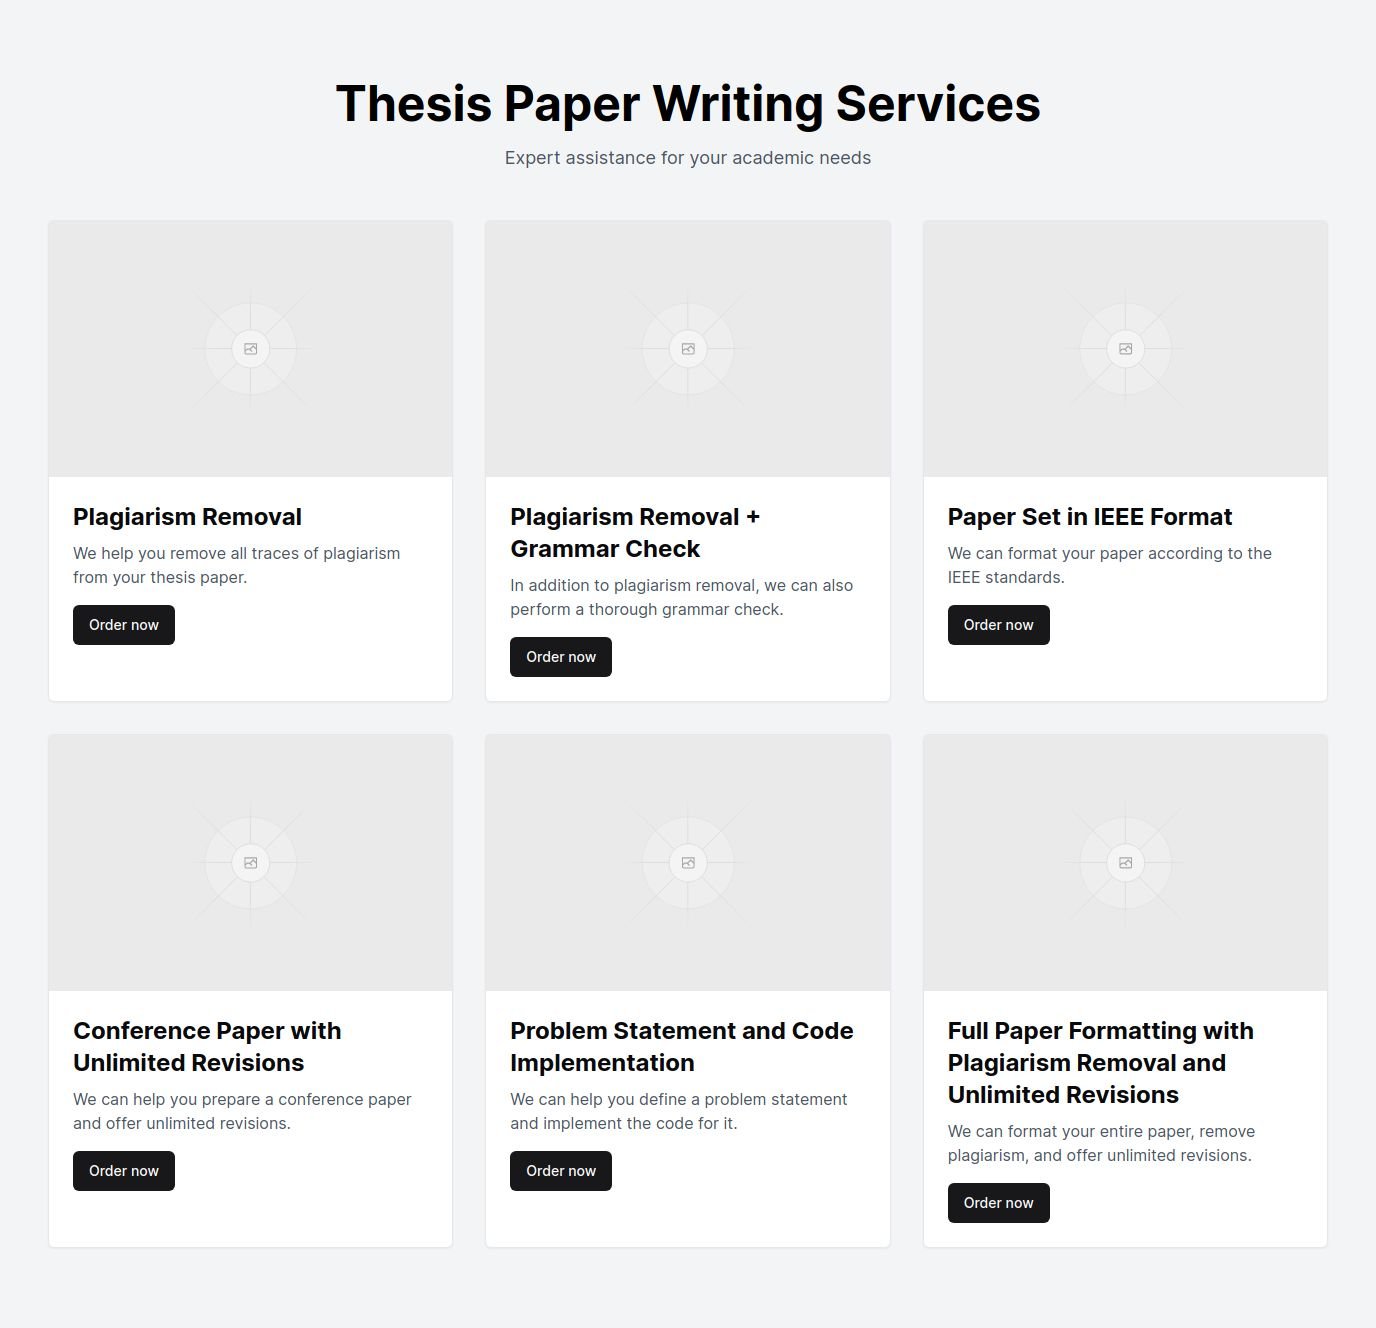 Thesis Paper Writing Services
Expert assistance for your academic needs
Plagiarism Removal
We help you remove all traces of plagiarism
from your thesis paper.
Order now
Plagiarism Removal +
Grammar Check
In addition to plagiarism removal, we can also
perform a thorough grammar check.
Order now
Paper Set in IEEE Format
We can format your paper according to the
IEEE standards.
Order now
Conference Paper with
Unlimited Revisions
We can help you prepare a conference paper
and offer unlimited revisions.
Order now
Problem Statement and Code
Implementation
We can help you define a problem statement
and implement the code for it.
Order now
Full Paper Formatting with
Plagiarism Removal and
Unlimited Revisions
We can format your entire paper, remove
plagiarism, and offer unlimited revisions.
Order now